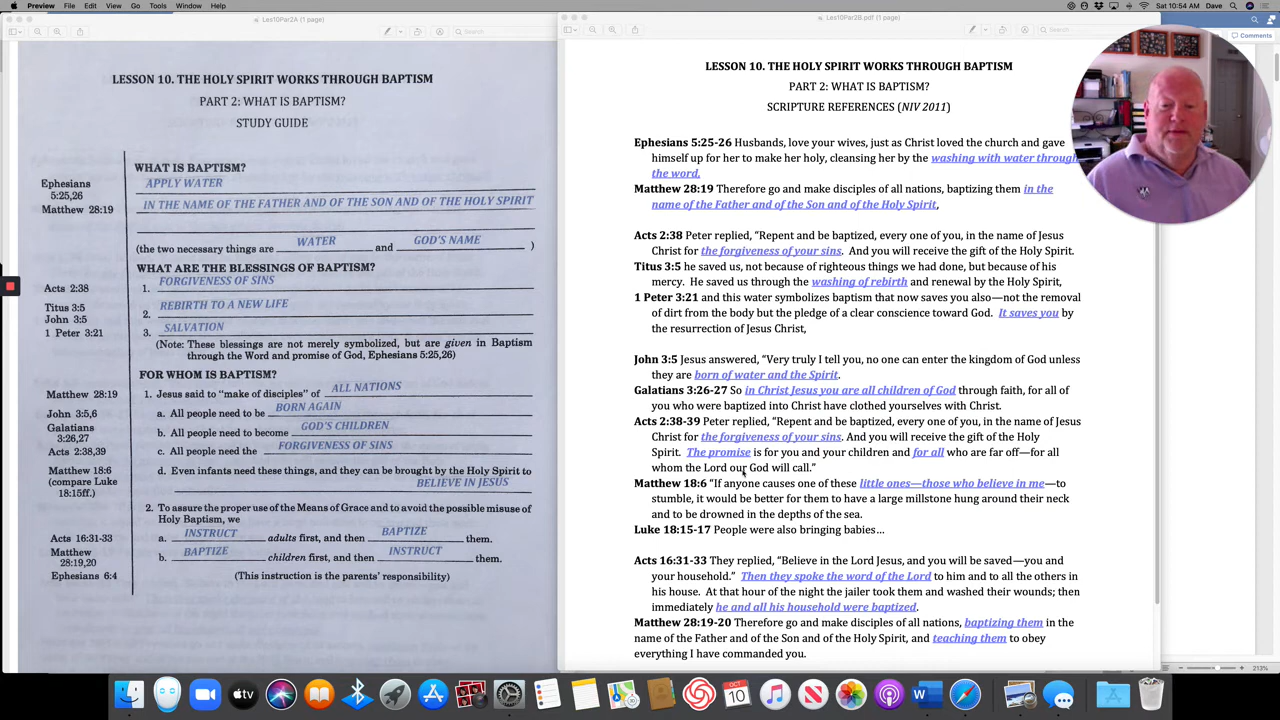 Preview File Edit View Go Tools Window Help
Sat 10:54 AM Dave
Les10Par2A (1 page)
Search
LESSON 10. THE HOLY SPIRIT WORKS THROUGH BAPTISM
PART 2: WHAT IS BAPTISM?
STUDY GUIDE
WHAT IS BAPTISM?
Ephesians
5:25,26
Matthew 28:19
APPLY WATER
IN THE NAME OF THE FATHER AND OF THE SON AND OF THE HOLY SPIRIT
(the two necessary things are WATER and GOD'S NAME )
WHAT ARE THE BLESSINGS OF BAPTISM?
Acts 2:38
1. FORGIVENESS OF SINS
Titus 3:5
John 3:5
1 Peter 3:21
2. REBIRTH TO A NEW LIFE
3. SALVATION
(Note: These blessings are not merely symbolized, but are given in Baptism
through the Word and promise of God, Ephesians 5:25,26)
FOR WHOM IS BAPTISM?
Matthew 28:19
1. Jesus said to "make of disciples" of ALL NATIONS
John 3:5,6
a. All people need to be BORN AGAIN
Galatians
3:26,27
b. All people need to become GOD'S CHILDREN
Acts 2:38,39
c. All people need the FORGIVENESS OF SINS
Matthew 18:6
(compare Luke
18:15ff.)
d. Even infants need these things, and they can be brought by the Holy Spirit to
BELIEVE IN JESUS
2. To assure the proper use of the Means of Grace and to avoid the possible misuse of
Holy Baptism, we
Acts 16:31-33
a. INSTRUCT adults first, and then BAPTIZE them.
Matthew
28:19,20
b. BAPTIZE children first, and then INSTRUCT them.
Ephesians 6:4
(This instruction is the parents' responsibility)
Les10Par2B.pdf (1 page)
Search
Comments
LESSON 10. THE HOLY SPIRIT WORKS THROUGH BAPTISM
PART 2: WHAT IS BAPTISM?
SCRIPTURE REFERENCES (NIV 2011)
Ephesians 5:25-26 Husbands, love your wives, just as Christ loved the church and gave
himself up for her to make her holy, cleansing her by the washing with water through
the word.
Matthew 28:19 Therefore go and make disciples of all nations, baptizing them in the
name of the Father and of the Son and of the Holy Spirit,
Acts 2:38 Peter replied, "Repent and be baptized, every one of you, in the name of Jesus
Christ for the forgiveness of your sins. And you will receive the gift of the Holy Spirit.
Titus 3:5 he saved us, not because of righteous things we had done, but because of his
mercy. He saved us through the washing of rebirth and renewal by the Holy Spirit,
1 Peter 3:21 and this water symbolizes baptism that now saves you also—not the removal
of dirt from the body but the pledge of a clear conscience toward God. It saves you by
the resurrection of Jesus Christ,
John 3:5 Jesus answered, "Very truly I tell you, no one can enter the kingdom of God unless
they are born of water and the Spirit.
Galatians 3:26-27 So in Christ Jesus you are all children of God through faith, for all of
you who were baptized into Christ have clothed yourselves with Christ.
Acts 2:38-39 Peter replied, "Repent and be baptized, every one of you, in the name of Jesus
Christ for the forgiveness of your sins. And you will receive the gift of the Holy
Spirit. The promise is for you and your children and for all who are far off—for all
whom the Lord our God will call."
Matthew 18:6 "If anyone causes one of these little ones—those who believe in me—to
stumble, it would be better for them to have a large millstone hung around their neck
and to be drowned in the depths of the sea.
Luke 18:15-17 People were also bringing babies…
Acts 16:31-33 They replied, "Believe in the Lord Jesus, and you will be saved—you and
your household." Then they spoke the word of the Lord to him and to all the others in
his house. At that hour of the night the jailer took them and washed their wounds; then
immediately he and all his household were baptized.
Matthew 28:19-20 Therefore go and make disciples of all nations, baptizing them in the
name of the Father and of the Son and of the Holy Spirit, and teaching them to obey
everything I have commanded you.
213%
tv
OCT
10